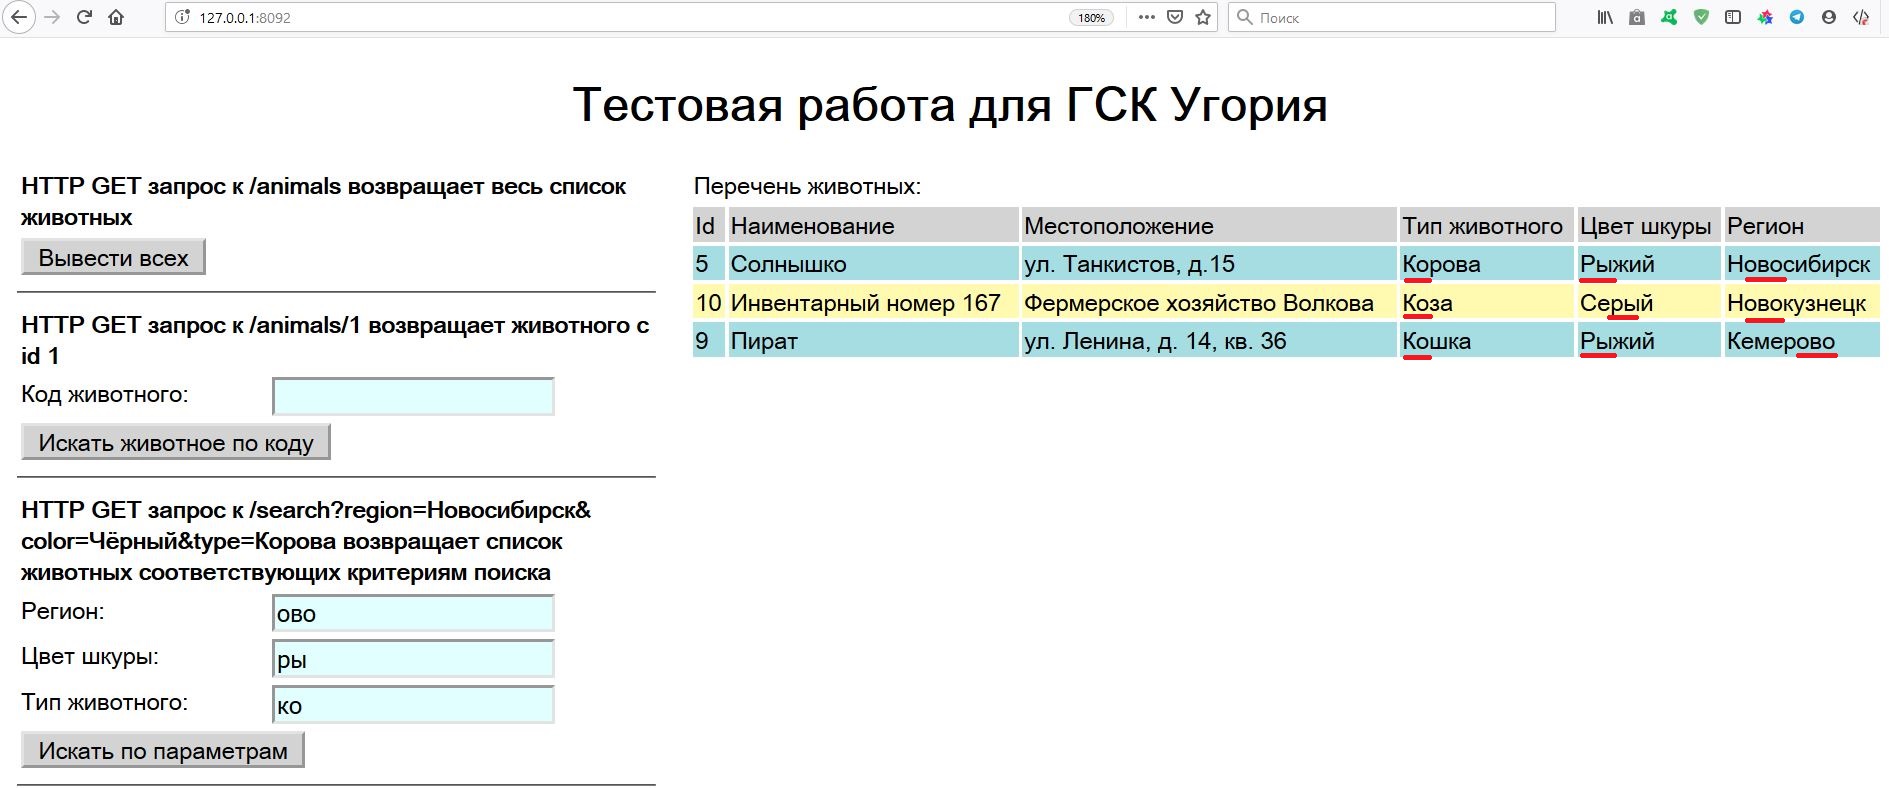 127.0.0.1:8092
180%
Поиск
Тестовая работа для ГСК Угория
HTTP GET запрос к /animals возвращает весь список
животных
Вывести всех
HTTP GET запрос к /animals/1 возвращает животного с
id 1
Код животного:
Искать животное по коду
HTTP GET запрос к /search?region=Новосибирск&
color=Чёрный&type=Корова возвращает список
животных соответствующих критериям поиска
Регион: ово
Цвет шкуры: ры
Тип животного: ко
Искать по параметрам
Перечень животных:
Id Наименование Местоположение Тип животного Цвет шкуры Регион
5 Солнышко ул. Танкистов, д.15 Корова Рыжий Новосибирск
10 Инвентарный номер 167 Фермерское хозяйство Волкова Коза Серый Новокузнецк
9 Пират ул. Ленина, д. 14, кв. 36 Кошка Рыжий Кемерово